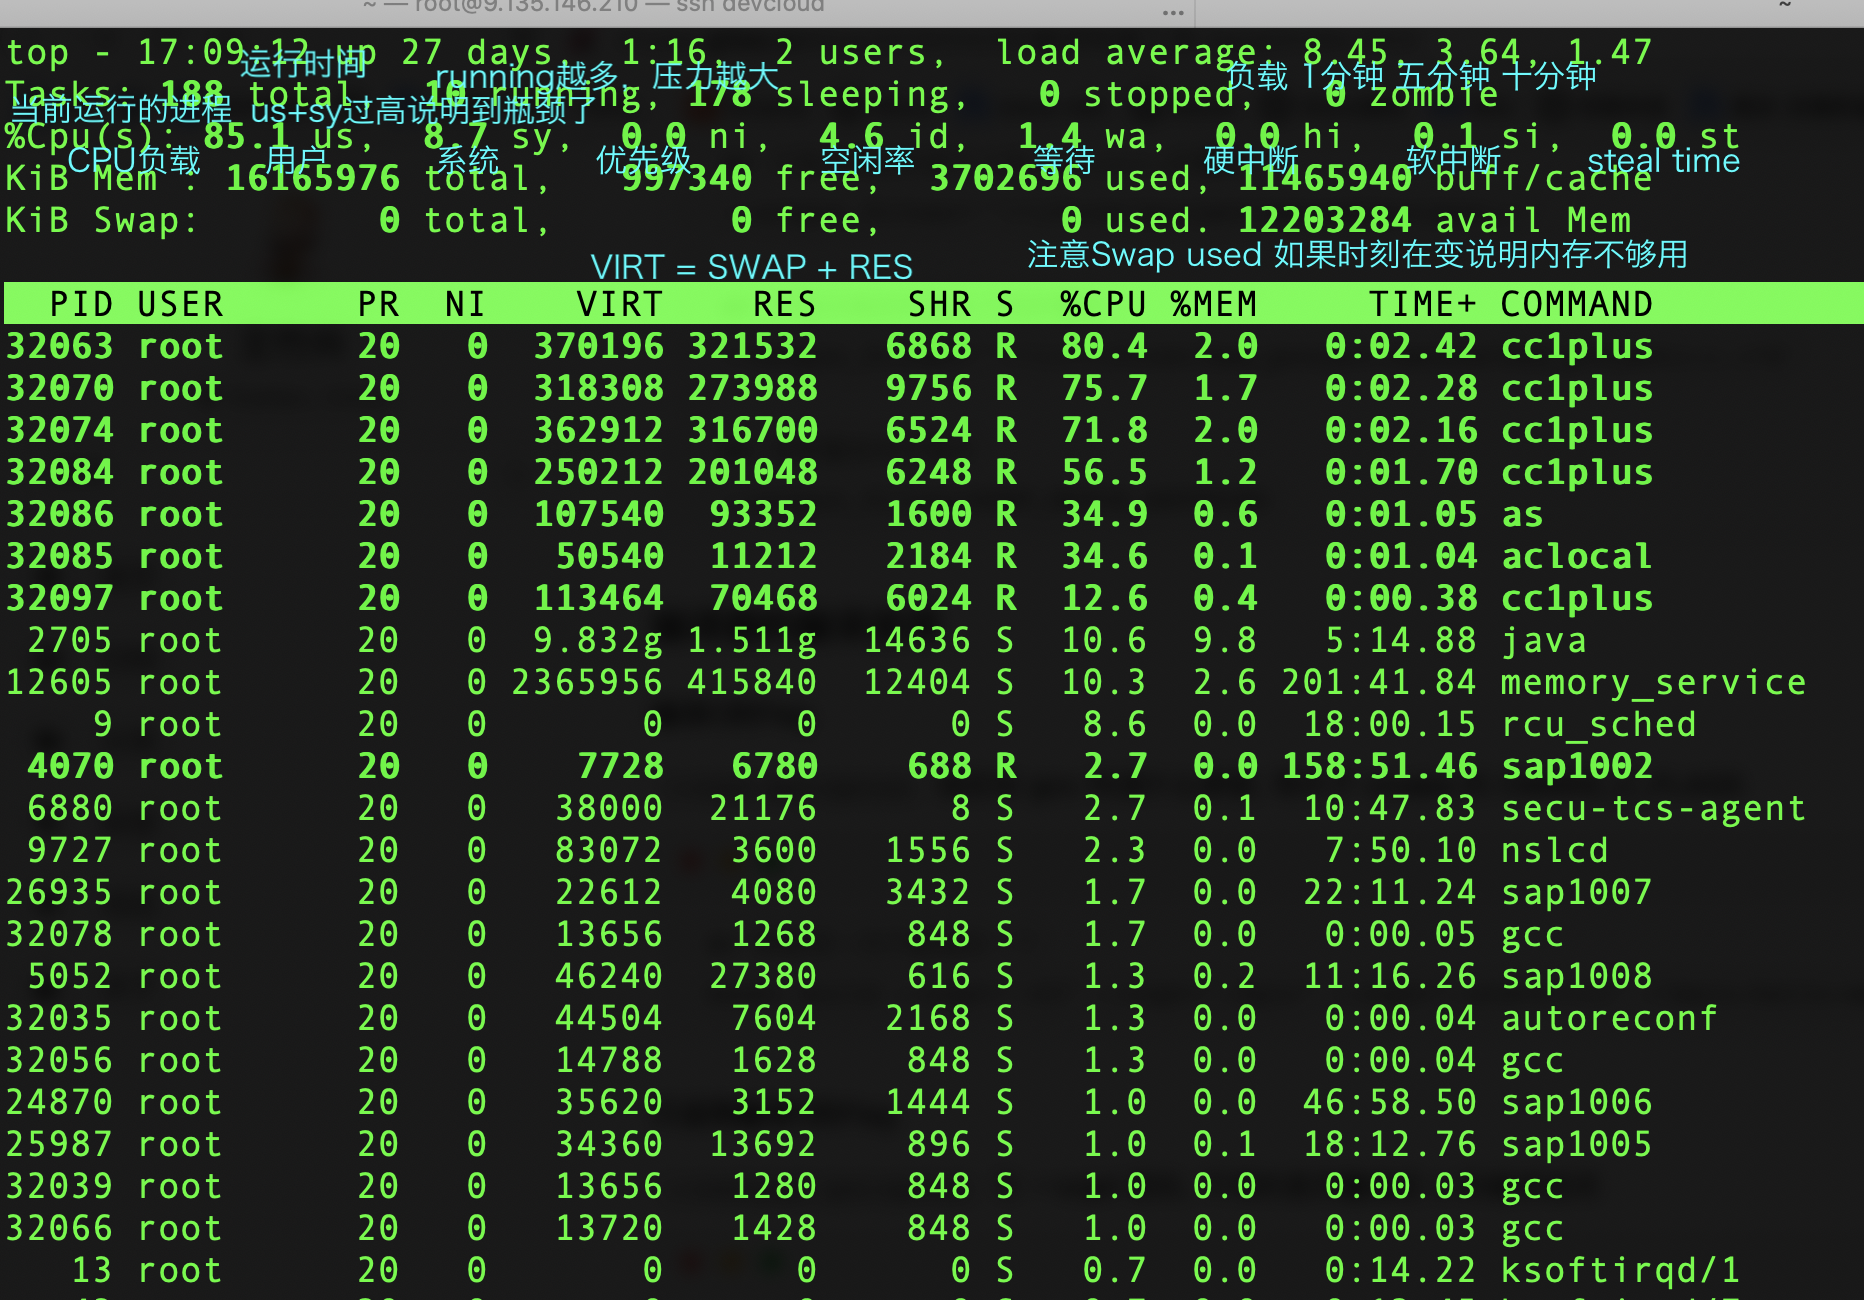 ~ — root@9.135.146.210 — ssh devcloud ... ~
top - 17:09:12 up 27 days,  1:16,  2 users,  load average: 8.45, 3.64, 1.47
运行时间 running越多，压力越大 负载 1分钟 五分钟 十分钟
Tasks: 188 total, 10 running, 178 sleeping, 0 stopped, 0 zombie
当前运行的进程 us+sy过高说明到瓶颈了
%Cpu(s): 85.1 us, 8.7 sy, 0.0 ni, 4.6 id, 1.4 wa, 0.0 hi, 0.1 si, 0.0 st
CPU负载 用户 系统 优先级 空闲率 等待 硬中断 软中断 steal time
KiB Mem : 16165976 total, 997340 free, 3702696 used, 11465940 buff/cache
KiB Swap: 0 total, 0 free, 0 used. 12203284 avail Mem
VIRT = SWAP + RES 注意Swap used 如果时刻在变说明内存不够用
PID USER PR NI VIRT RES SHR S %CPU %MEM TIME+ COMMAND
32063 root 20 0 370196 321532 6868 R 80.4 2.0 0:02.42 cc1plus
32070 root 20 0 318308 273988 9756 R 75.7 1.7 0:02.28 cc1plus
32074 root 20 0 362912 316700 6524 R 71.8 2.0 0:02.16 cc1plus
32084 root 20 0 250212 201048 6248 R 56.5 1.2 0:01.70 cc1plus
32086 root 20 0 107540 93352 1600 R 34.9 0.6 0:01.05 as
32085 root 20 0 50540 11212 2184 R 34.6 0.1 0:01.04 aclocal
32097 root 20 0 113464 70468 6024 R 12.6 0.4 0:00.38 cc1plus
2705 root 20 0 9.832g 1.511g 14636 S 10.6 9.8 5:14.88 java
12605 root 20 0 2365956 415840 12404 S 10.3 2.6 201:41.84 memory_service
9 root 20 0 0 0 0 S 8.6 0.0 18:00.15 rcu_sched
4070 root 20 0 7728 6780 688 R 2.7 0.0 158:51.46 sap1002
6880 root 20 0 38000 21176 8 S 2.7 0.1 10:47.83 secu-tcs-agent
9727 root 20 0 83072 3600 1556 S 2.3 0.0 7:50.10 nslcd
26935 root 20 0 22612 4080 3432 S 1.7 0.0 22:11.24 sap1007
32078 root 20 0 13656 1268 848 S 1.7 0.0 0:00.05 gcc
5052 root 20 0 46240 27380 616 S 1.3 0.2 11:16.26 sap1008
32035 root 20 0 44504 7604 2168 S 1.3 0.0 0:00.04 autoreconf
32056 root 20 0 14788 1628 848 S 1.3 0.0 0:00.04 gcc
24870 root 20 0 35620 3152 1444 S 1.0 0.0 46:58.50 sap1006
25987 root 20 0 34360 13692 896 S 1.0 0.1 18:12.76 sap1005
32039 root 20 0 13656 1280 848 S 1.0 0.0 0:00.03 gcc
32066 root 20 0 13720 1428 848 S 1.0 0.0 0:00.03 gcc
13 root 20 0 0 0 0 S 0.7 0.0 0:14.22 ksoftirqd/1